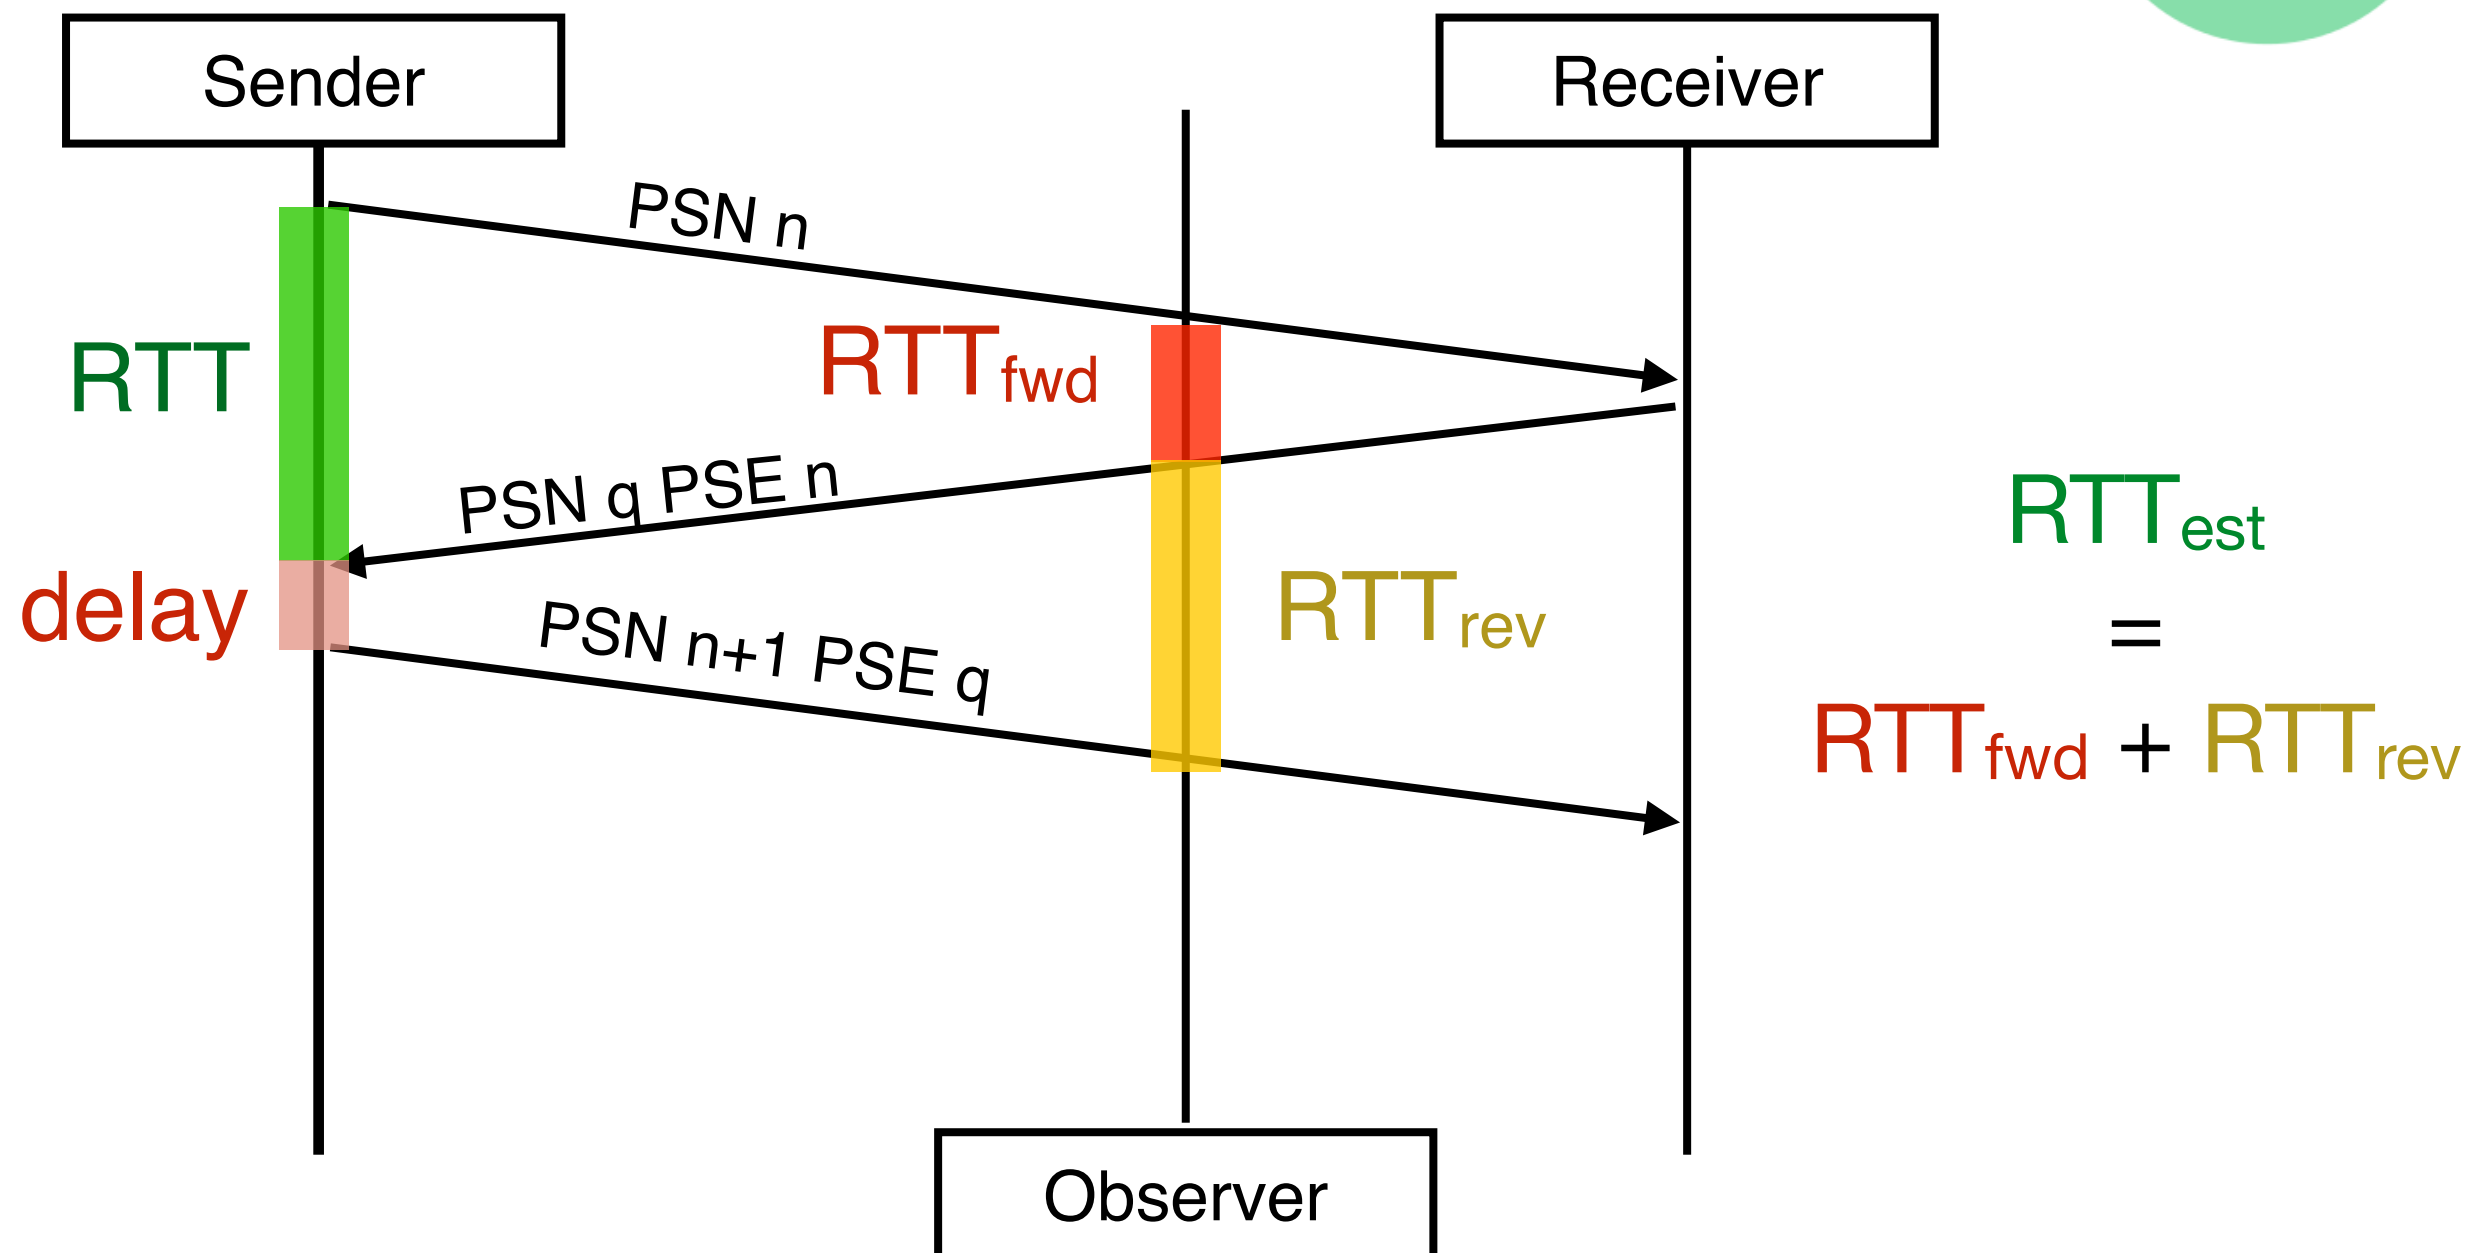 Sender
Receiver
PSN n
RTTfwd
RTT
PSN q PSE n
RTTest
delay
RTTrev
PSN n+1 PSE q
=
RTTfwd + RTTrev
Observer